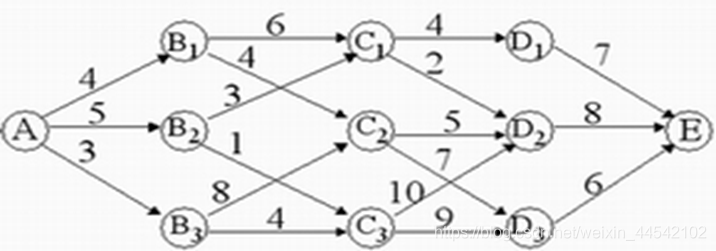 6
B1 C1 4 D1
4 4 2 7
3
A 5 B2 C2 5 D2 8 E
3 1 7
8 10 6
B3 4 C3 9 D
https://blog.csdn.net/weixin_44542102